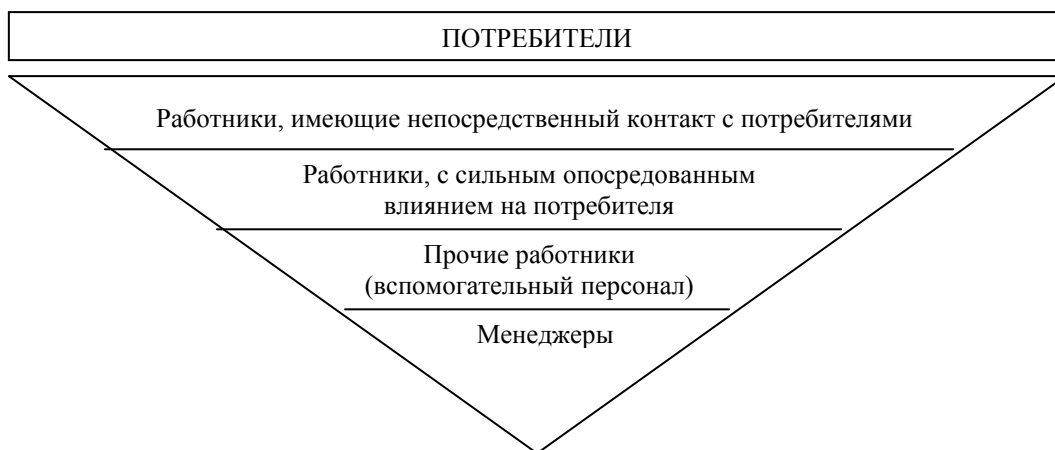 ПОТРЕБИТЕЛИ
Работники, имеющие непосредственный контакт с потребителями
Работники, с сильным опосредованным
влиянием на потребителя
Прочие работники
(вспомогательный персонал)
Менеджеры